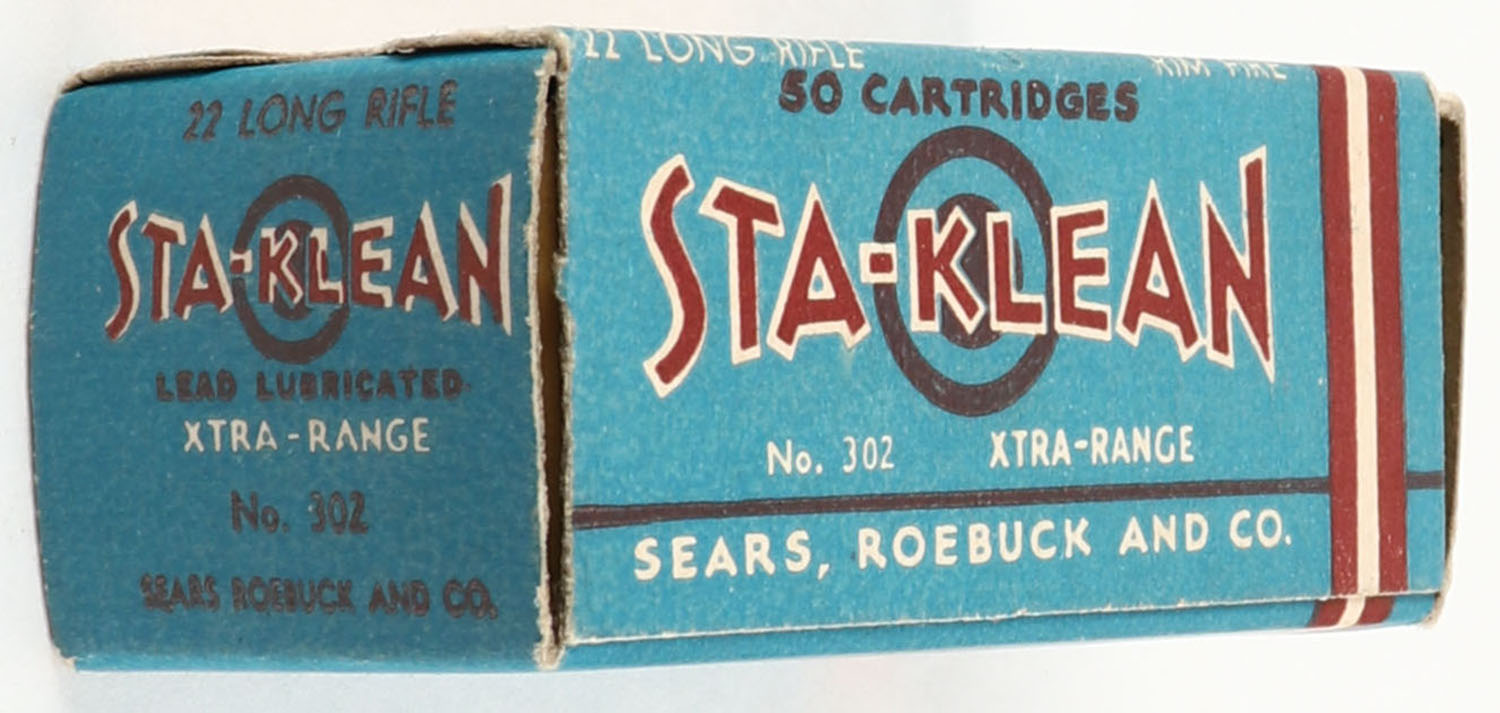 22 LONG RIFLE
STA-KLEAN
LEAD LUBRICATED
XTRA-RANGE
No. 302
SEARS ROEBUCK AND CO.
22 LONG RIFLE RIM FIRE
50 CARTRIDGES
STA-KLEAN
No. 302 XTRA-RANGE
SEARS, ROEBUCK AND CO.